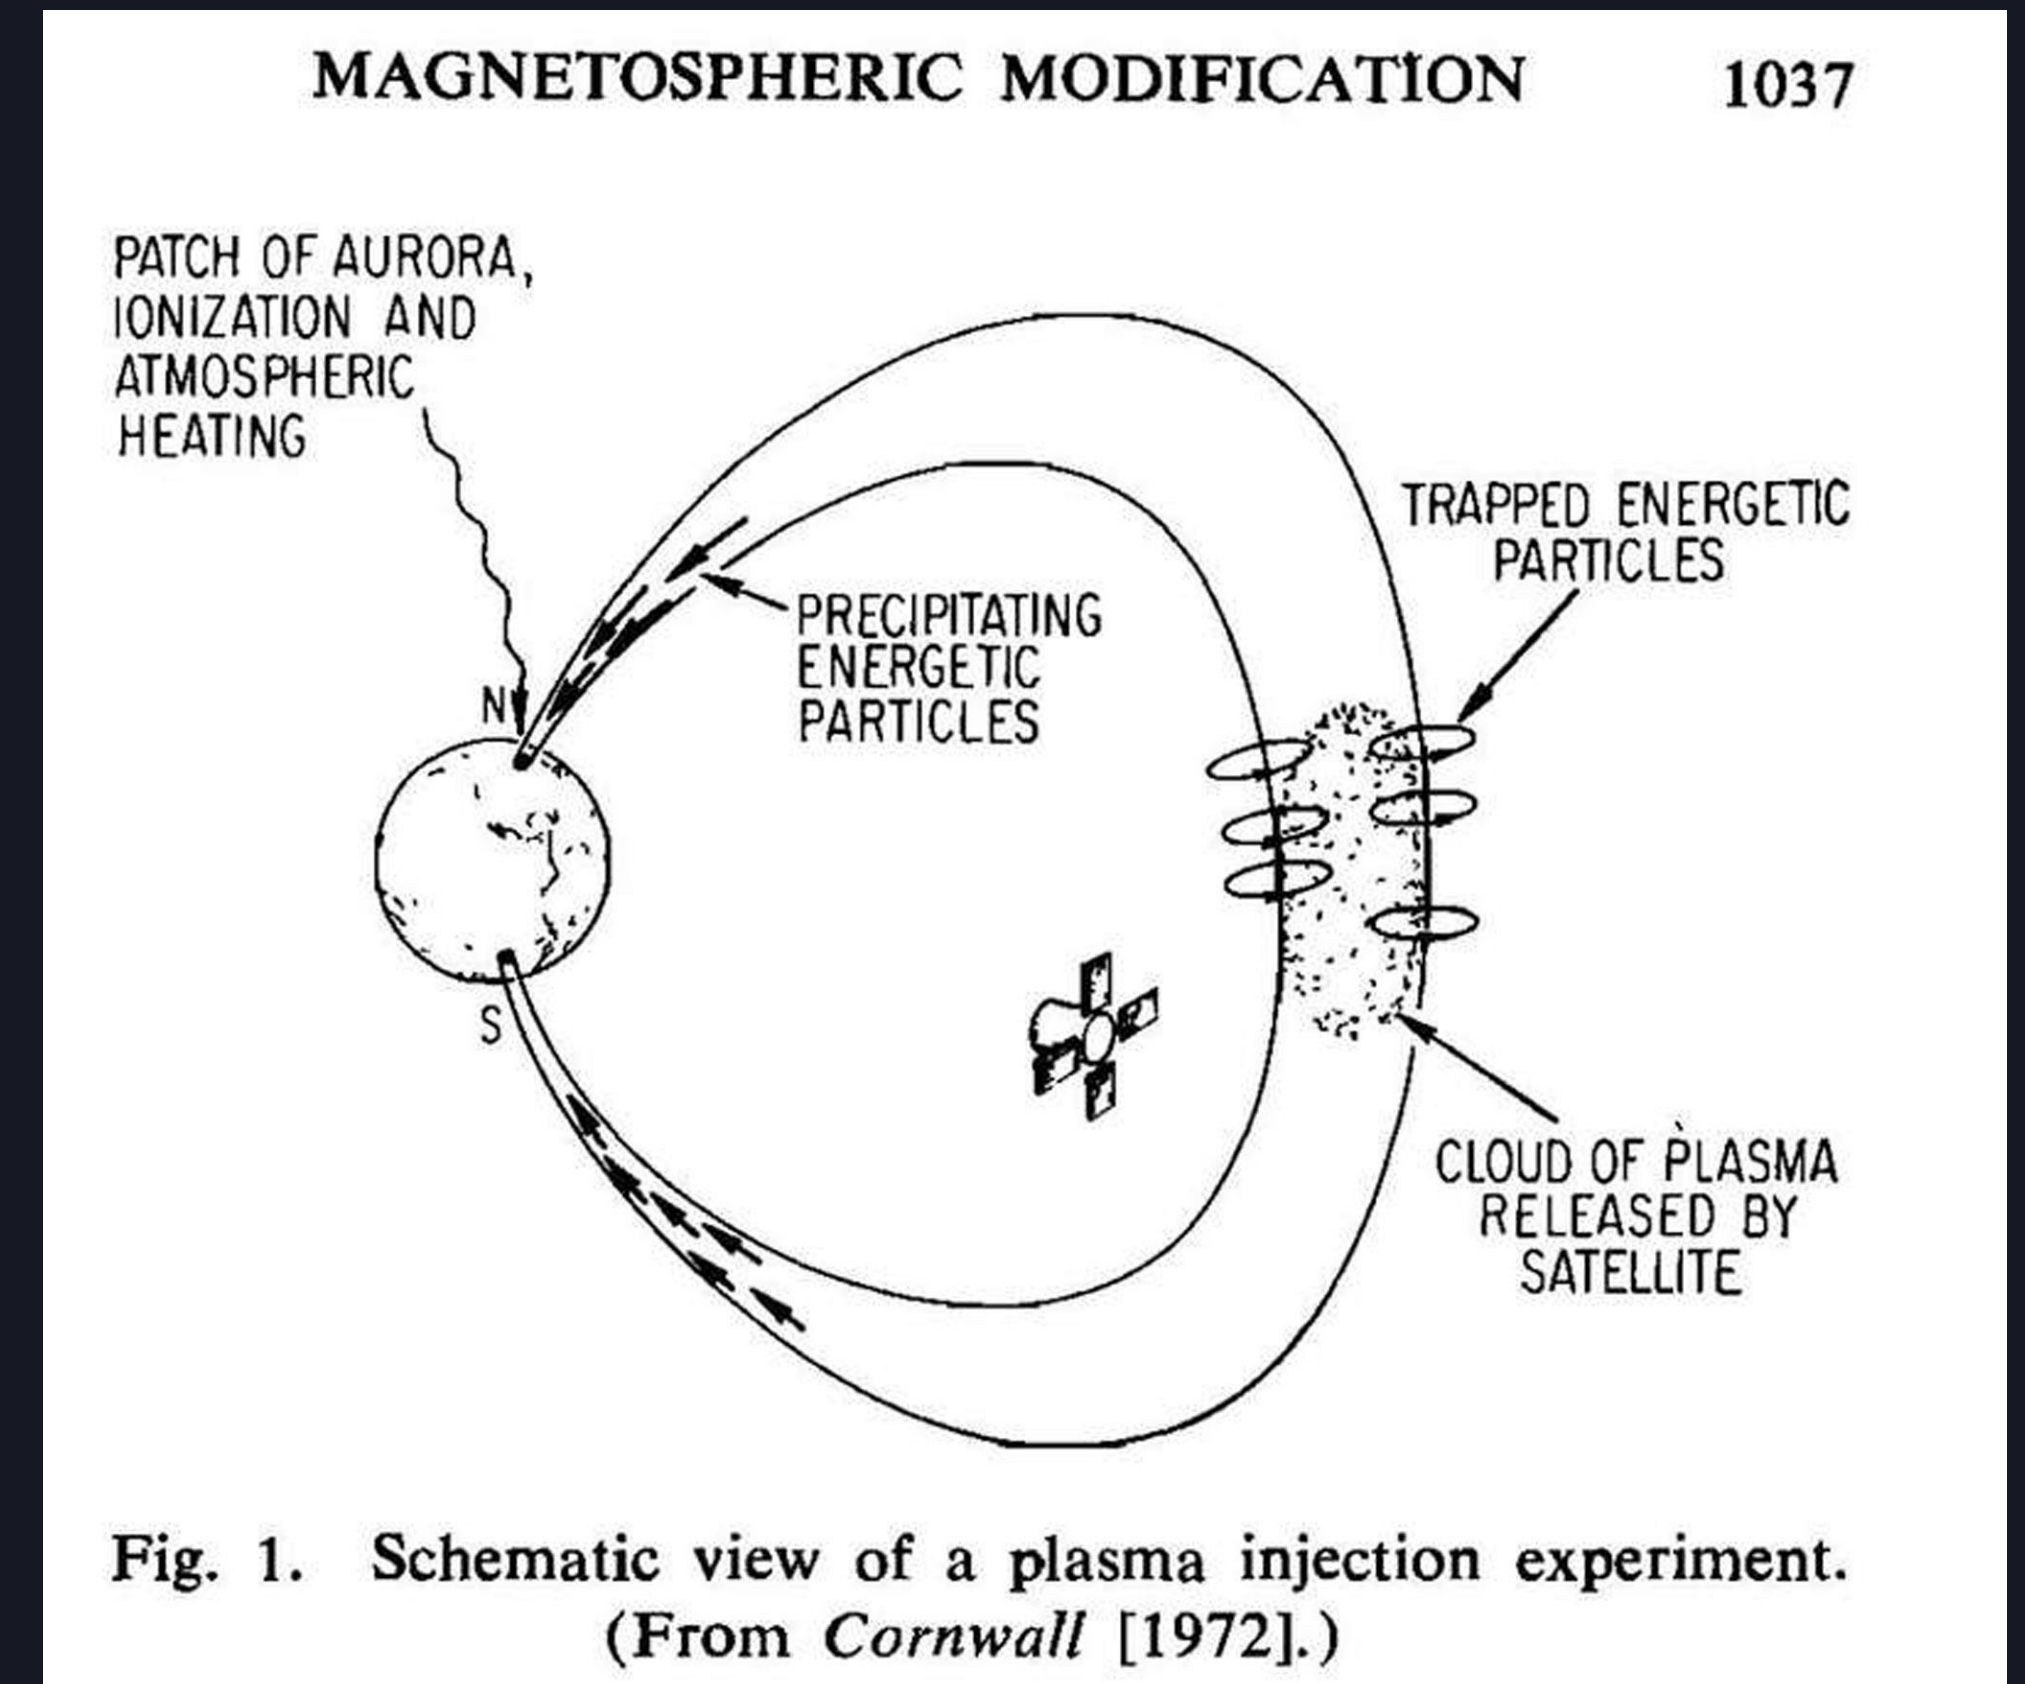 MAGNETOSPHERIC MODIFICATION 1037
PATCH OF AURORA,
IONIZATION AND
ATMOSPHERIC
HEATING
TRAPPED ENERGETIC
PARTICLES
PRECIPITATING
ENERGETIC
PARTICLES
N
S
CLOUD OF PLASMA
RELEASED BY
SATELLITE
Fig. 1. Schematic view of a plasma injection experiment.
(From Cornwall [1972].)